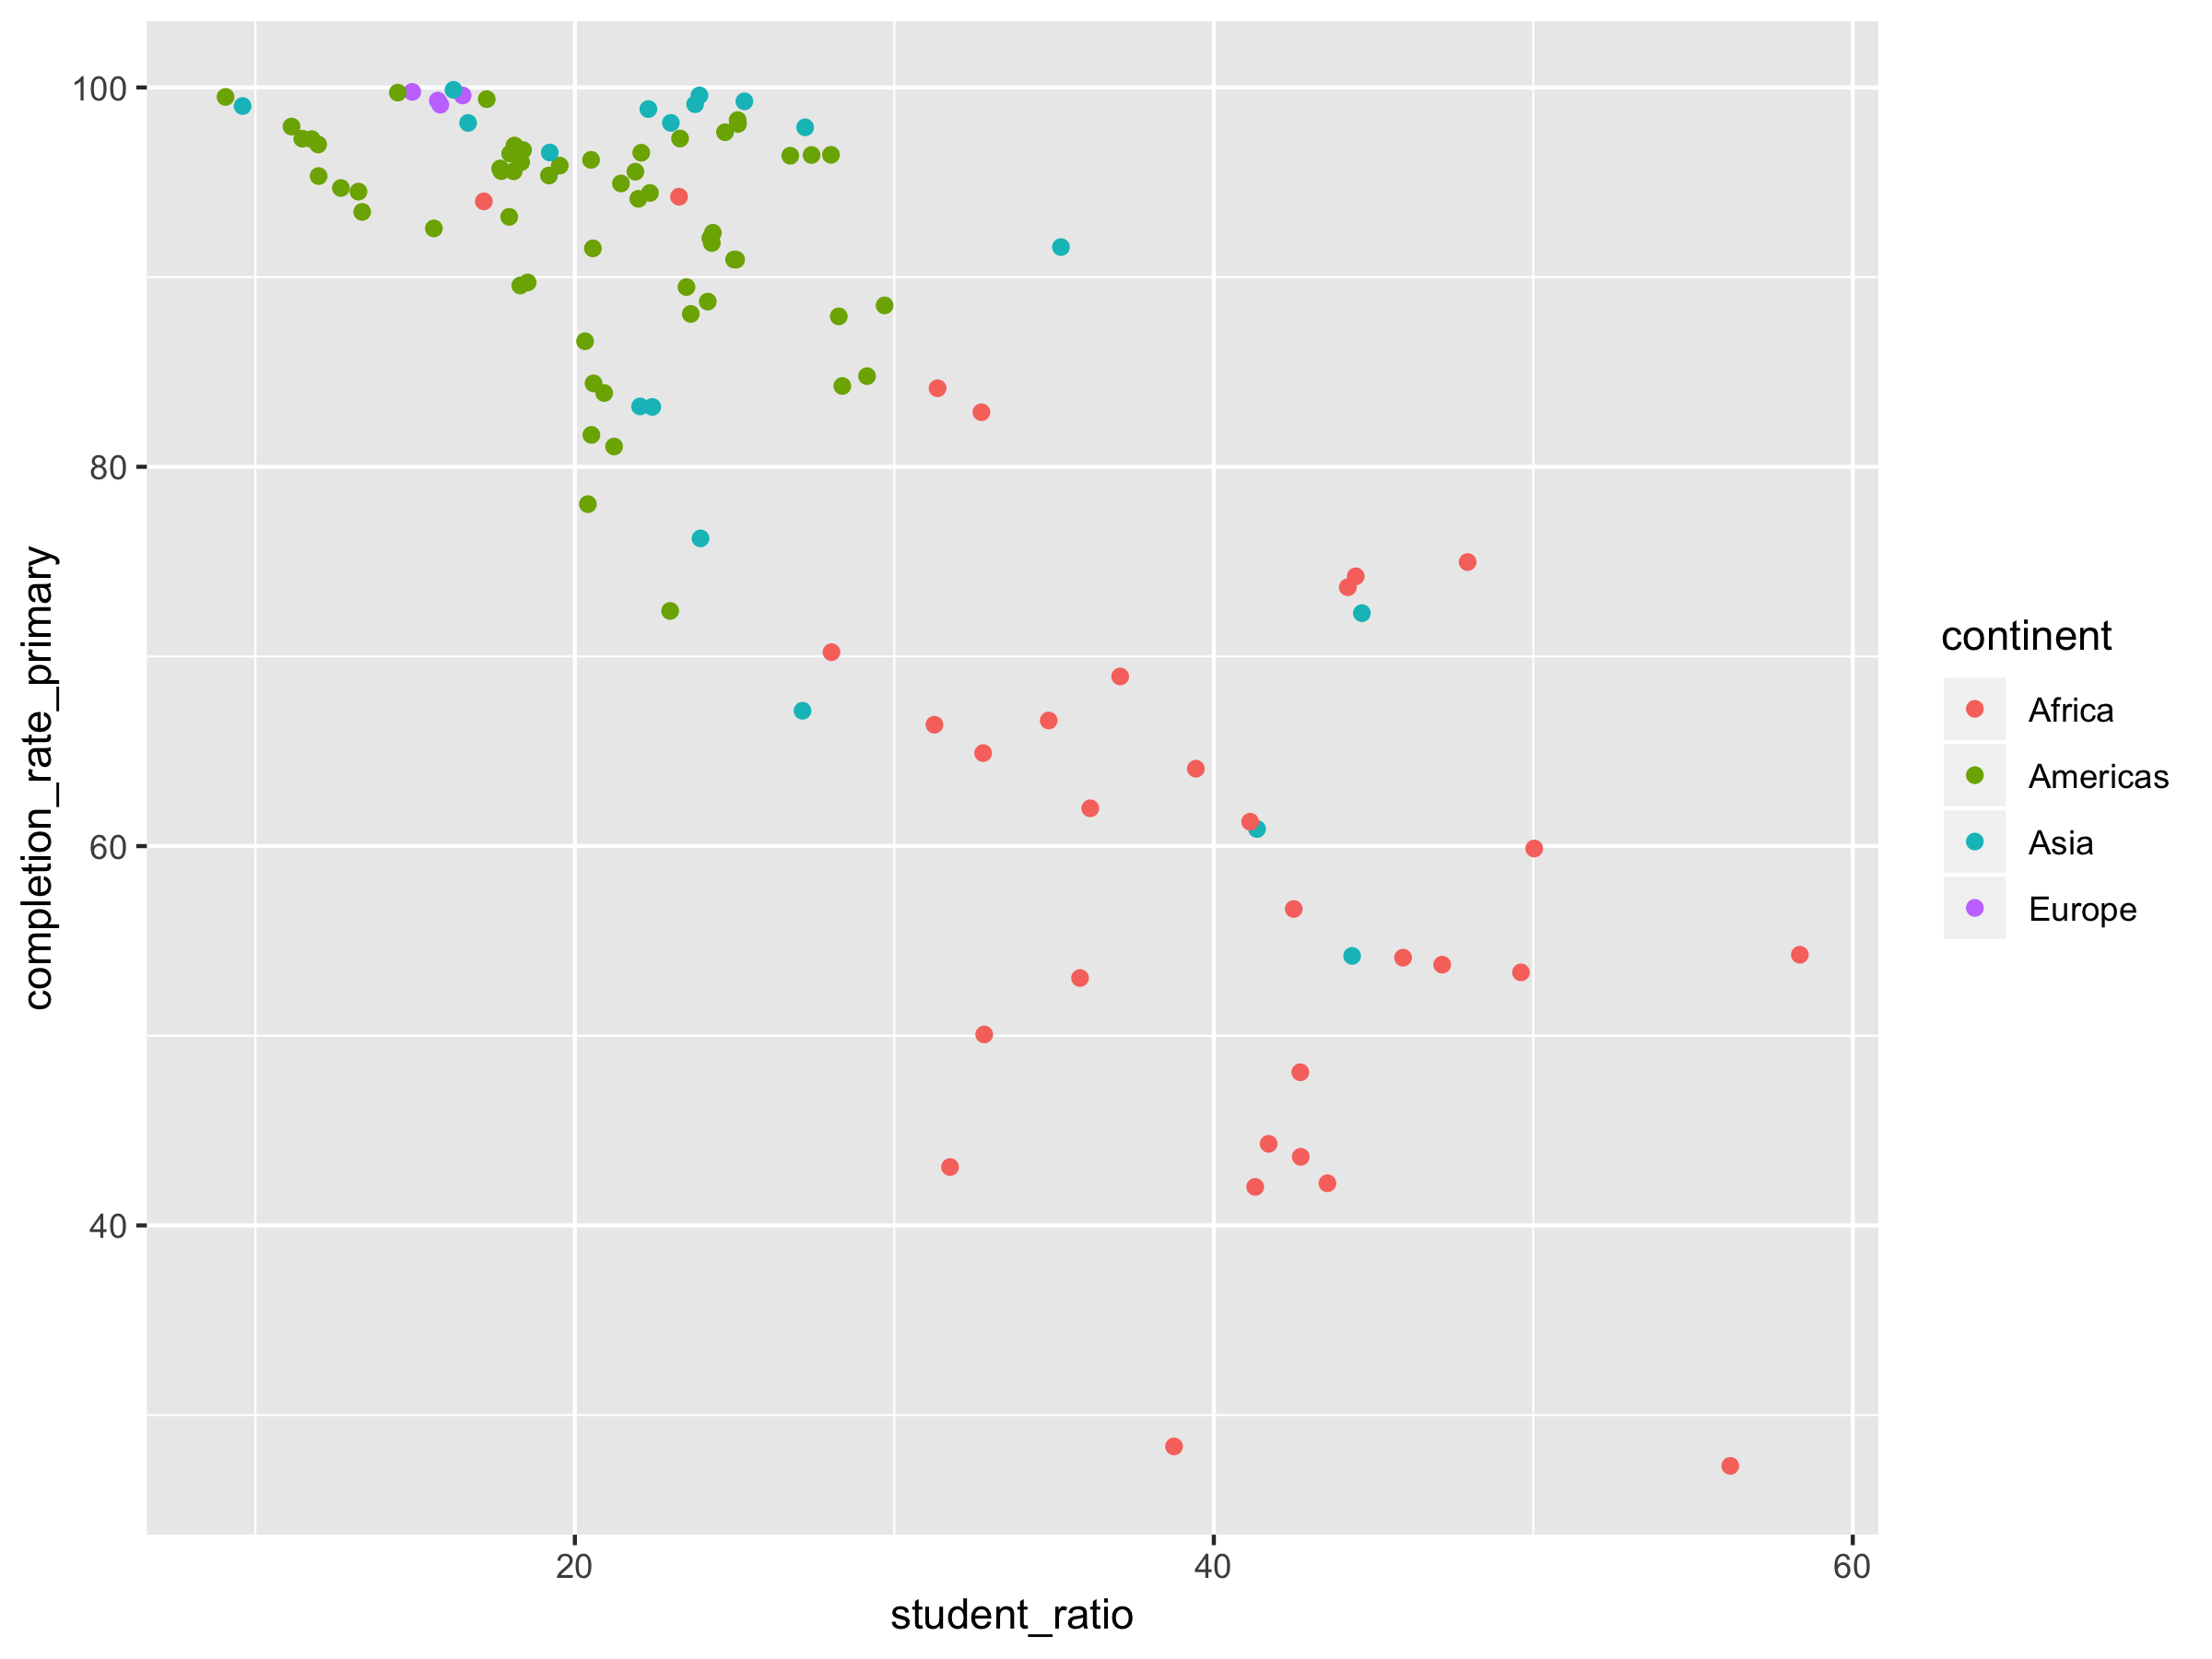 100
80
60
40
completion_rate_primary
20
40
60
student_ratio
continent
Africa
Americas
Asia
Europe